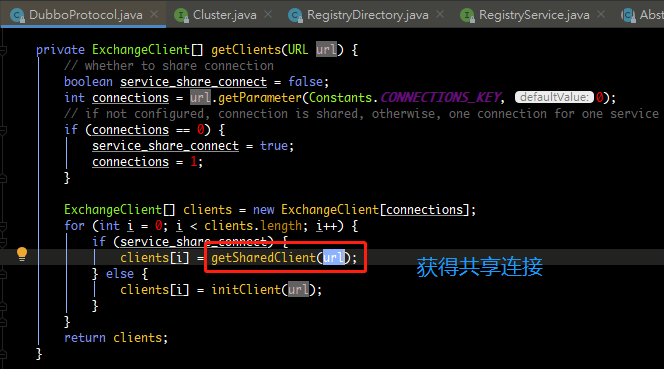 DubboProtocol.java × Cluster.java × RegistryDirectory.java × RegistryService.java × Abst
private ExchangeClient[] getClients(URL url) {
// whether to share connection
boolean service_share_connect = false;
int connections = url.getParameter(Constants.CONNECTIONS_KEY, defaultValue: 0);
// if not configured, connection is shared, otherwise, one connection for one service
if (connections == 0) {
service_share_connect = true;
connections = 1;
}
ExchangeClient[] clients = new ExchangeClient[connections];
for (int i = 0; i < clients.length; i++) {
if (service_share_connect) {
clients[i] = getSharedClient(url);
获得共享连接
} else {
clients[i] = initClient(url);
}
}
return clients;
}